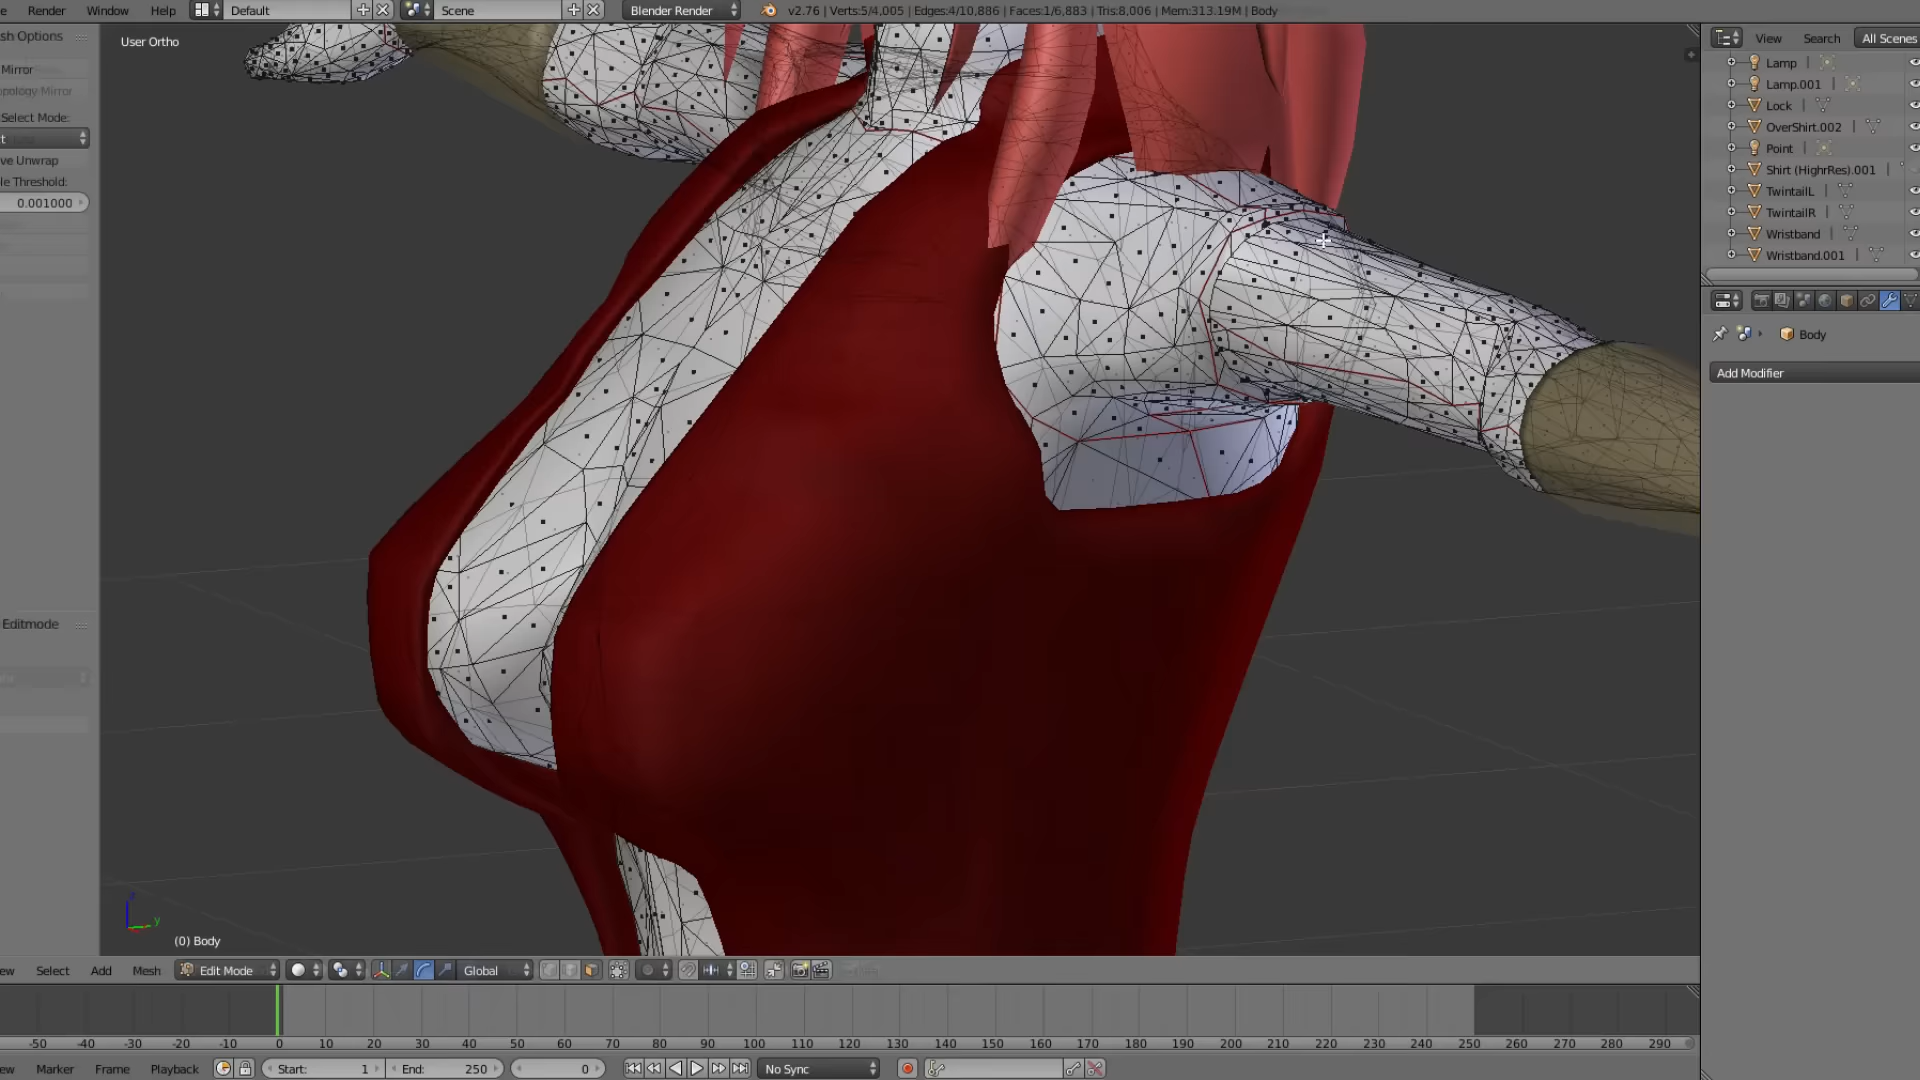 Render Window Help Default Scene Blender Render v2.76 | Verts:5/4,005 | Edges:4/10,886 | Faces:1/6,883 | Tris:8,006 | Mem:313.19M | Body
sh Options
Mirror
opology Mirror
Select Mode:
t
ve Unwrap
le Threshold:
0.001000
Editmode
User Ortho
z
y
(0) Body
View Search All Scenes
Lamp
Lamp.001
Lock
OverShirt.002
Point
Shirt (HighrRes).001
TwintailL
TwintailR
Wristband
Wristband.001
Body
Add Modifier
ew Select Add Mesh Edit Mode Global
-50 -40 -30 -20 -10 0 10 20 30 40 50 60 70 80 90 100 110 120 130 140 150 160 170 180 190 200 210 220 230 240 250 260 270 280 290
ew Marker Frame Playback Start: 1 End: 250 0 No Sync